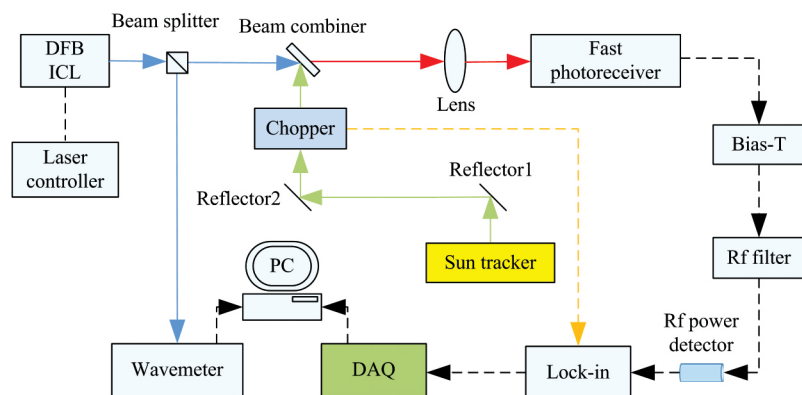 Beam splitter
Beam combiner
DFB
ICL
Fast
photoreceiver
Lens
Laser
controller
Chopper
Bias-T
Reflector2
Reflector1
Sun tracker
Rf filter
PC
Rf power
detector
Wavemeter
DAQ
Lock-in